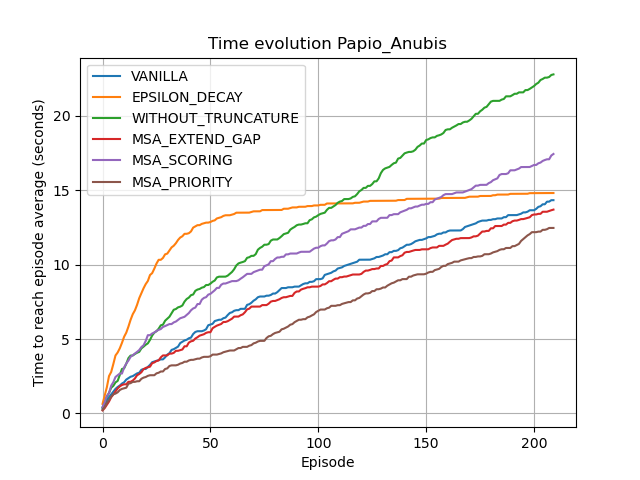 Time evolution Papio_Anubis
VANILLA
EPSILON_DECAY
WITHOUT_TRUNCATURE
MSA_EXTEND_GAP
MSA_SCORING
MSA_PRIORITY
Time to reach episode average (seconds)
20
15
10
5
0
0 50 100 150 200
Episode